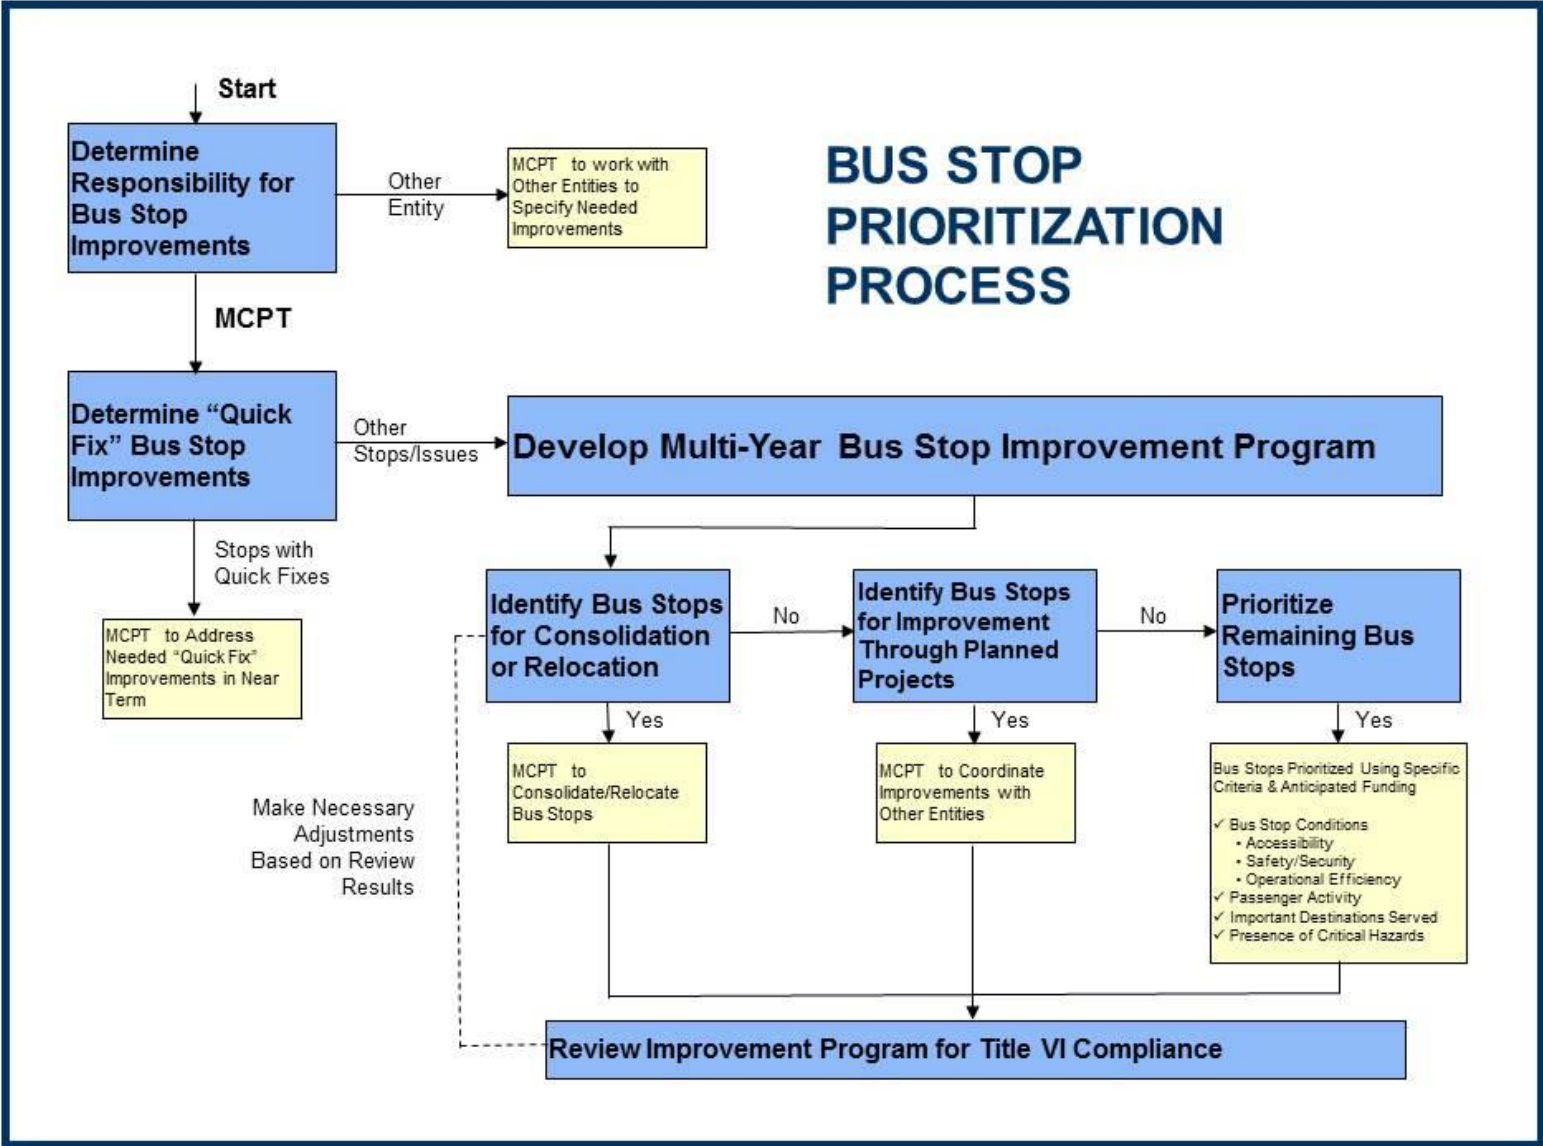 Start
Determine
Responsibility for
Bus Stop
Improvements
Other
Entity
MCPT to work with
Other Entities to
Specify Needed
Improvements
BUS STOP
PRIORITIZATION
PROCESS
MCPT
Determine “Quick
Fix” Bus Stop
Improvements
Other
Stops/Issues
Develop Multi-Year Bus Stop Improvement Program
Stops with
Quick Fixes
MCPT to Address
Needed “Quick Fix”
Improvements in Near
Term
Identify Bus Stops
for Consolidation
or Relocation
No
Identify Bus Stops
for Improvement
Through Planned
Projects
No
Prioritize
Remaining Bus
Stops
Yes
Yes
Yes
MCPT to
Consolidate/Relocate
Bus Stops
MCPT to Coordinate
Improvements with
Other Entities
Bus Stops Prioritized Using Specific
Criteria & Anticipated Funding
✓ Bus Stop Conditions
• Accessibility
• Safety/Security
• Operational Efficiency
✓ Passenger Activity
✓ Important Destinations Served
✓ Presence of Critical Hazards
Make Necessary
Adjustments
Based on Review
Results
Review Improvement Program for Title VI Compliance